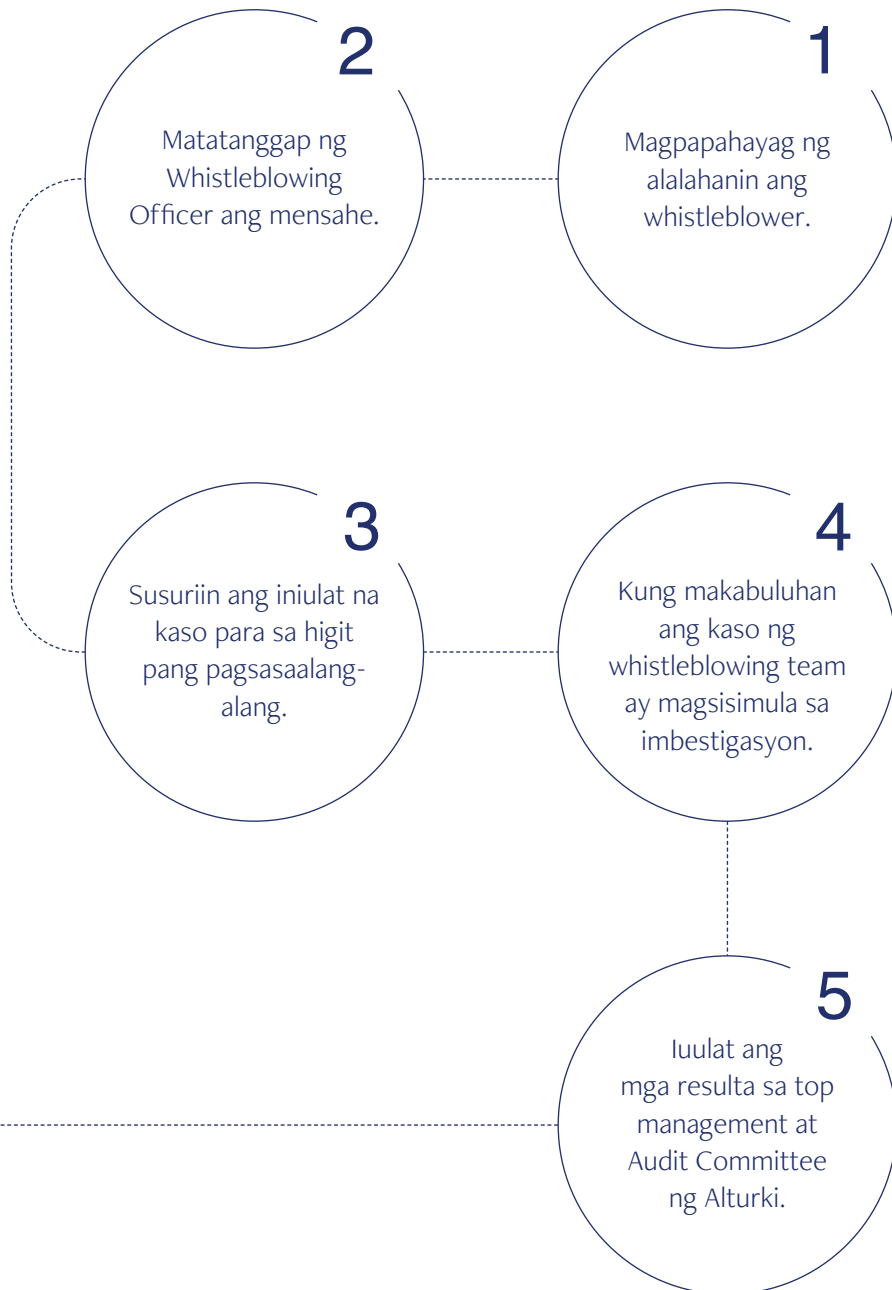 1
Magpapahayag ng
alalahanin ang
whistleblower.
2
Matatanggap ng
Whistleblowing
Officer ang mensahe.
3
Susuriin ang iniulat na
kaso para sa higit
pang pagsasaalang-
alang.
4
Kung makabuluhan
ang kaso ng
whistleblowing team
ay magsisimula sa
imbestigasyon.
5
Iuulat ang
mga resulta sa top
management at
Audit Committee
ng Alturki.